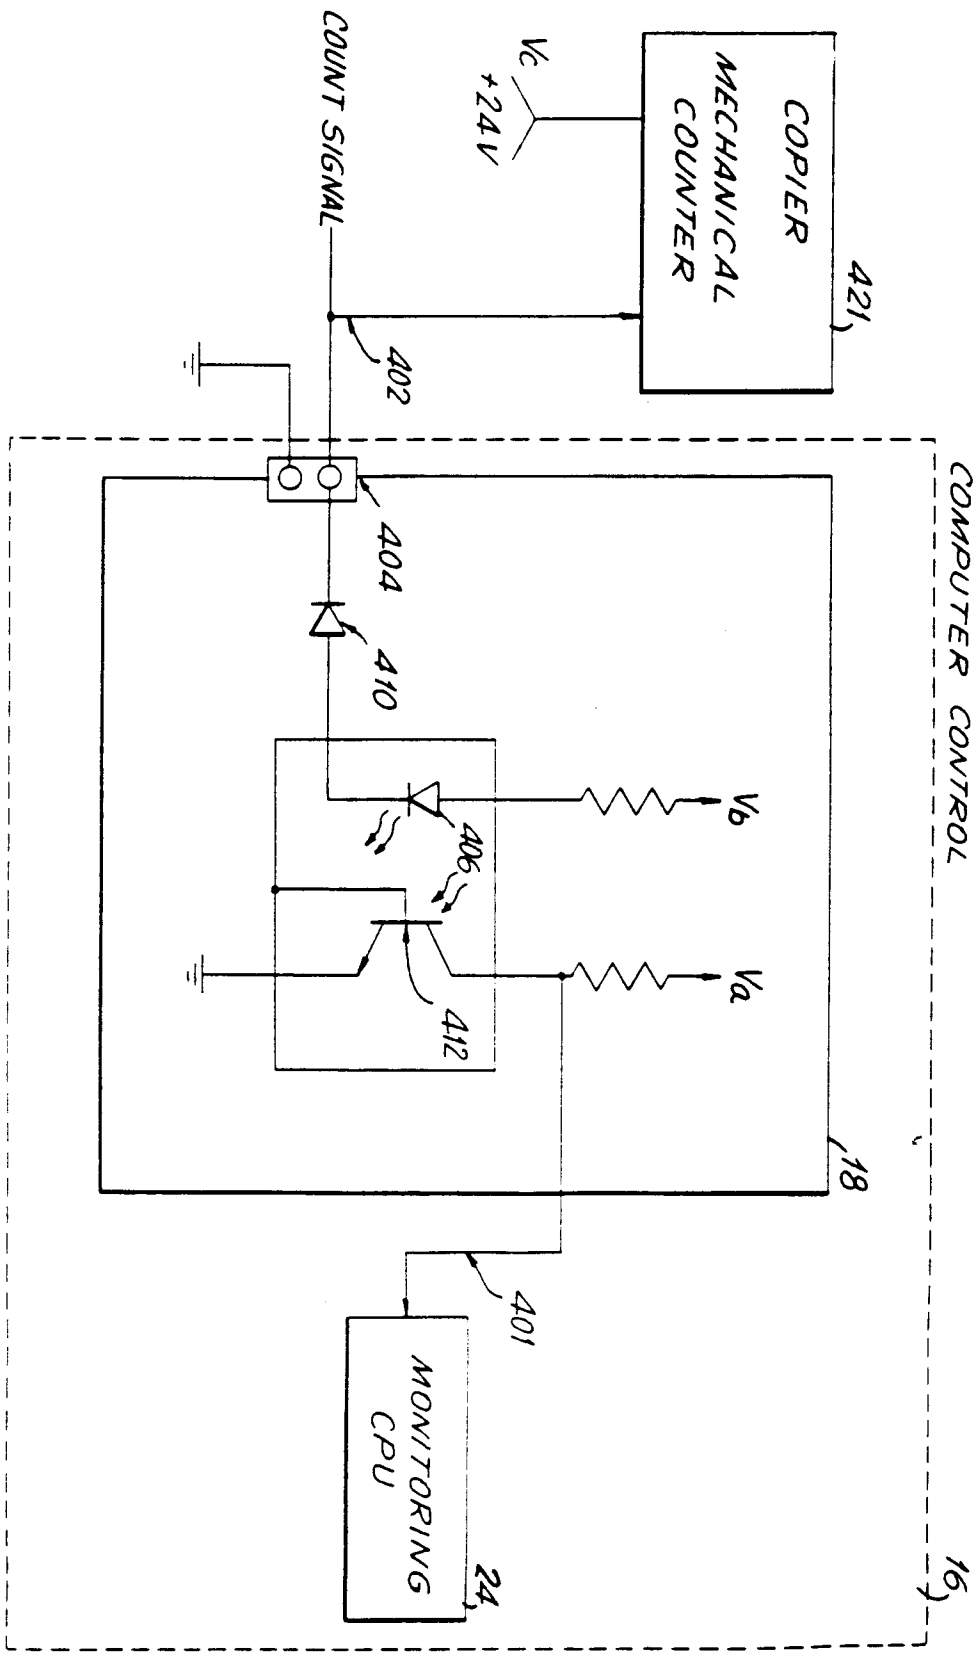 COMPUTER CONTROL
16
COPIER
MECHANICAL
COUNTER
421
Vc
+24V
COUNT SIGNAL
402
404
410
Vb
406
Va
412
18
401
MONITORING
CPU
24